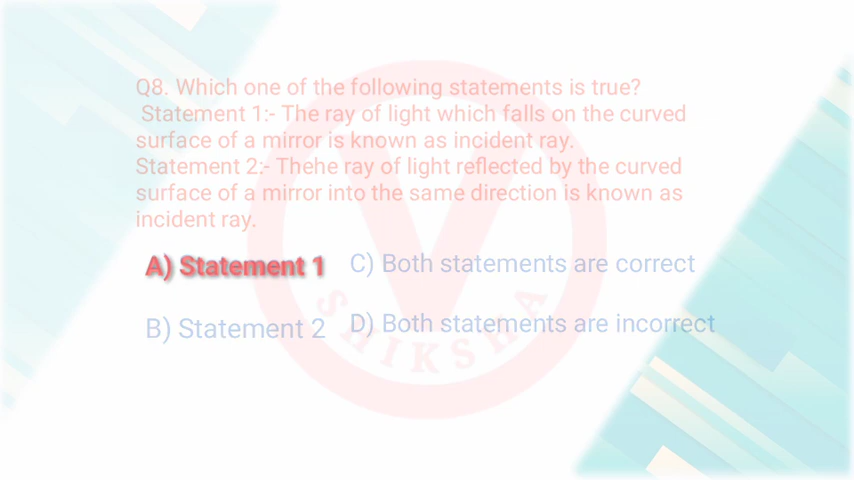 Q8. Which one of the following statements is true?
Statement 1:- The ray of light which falls on the curved
surface of a mirror is known as incident ray.
Statement 2:- Thehe ray of light reflected by the curved
surface of a mirror into the same direction is known as
incident ray.
A) Statement 1
C) Both statements are correct
B) Statement 2
D) Both statements are incorrect
V
SHIKSHA